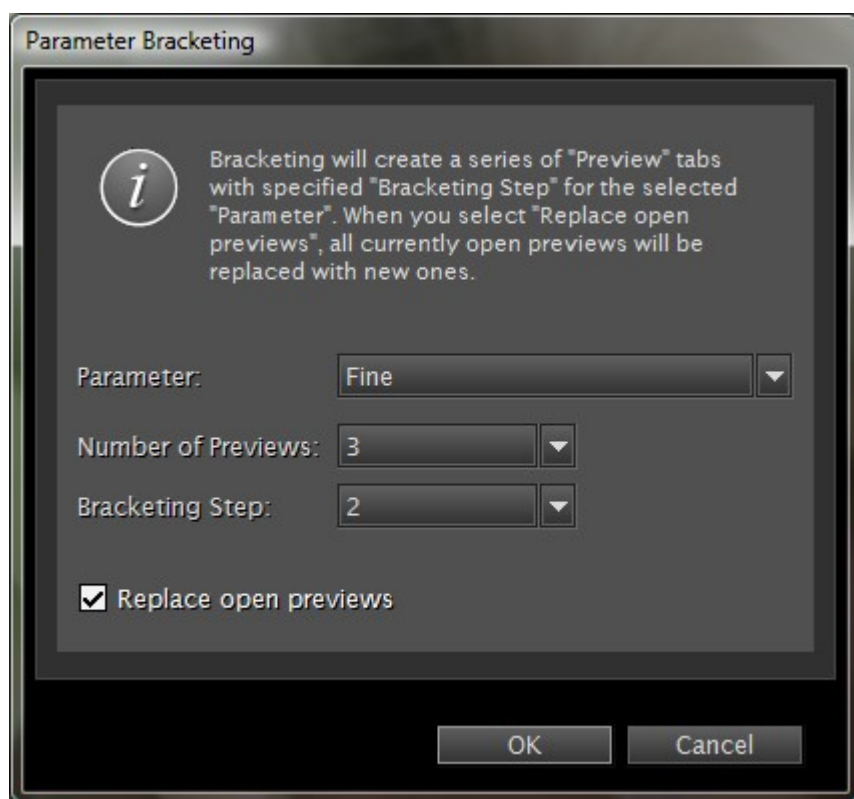 Parameter Bracketing
Bracketing will create a series of "Preview" tabs
with specified "Bracketing Step" for the selected
"Parameter". When you select "Replace open
previews", all currently open previews will be
replaced with new ones.
Parameter: Fine
Number of Previews: 3
Bracketing Step: 2
Replace open previews
OK Cancel